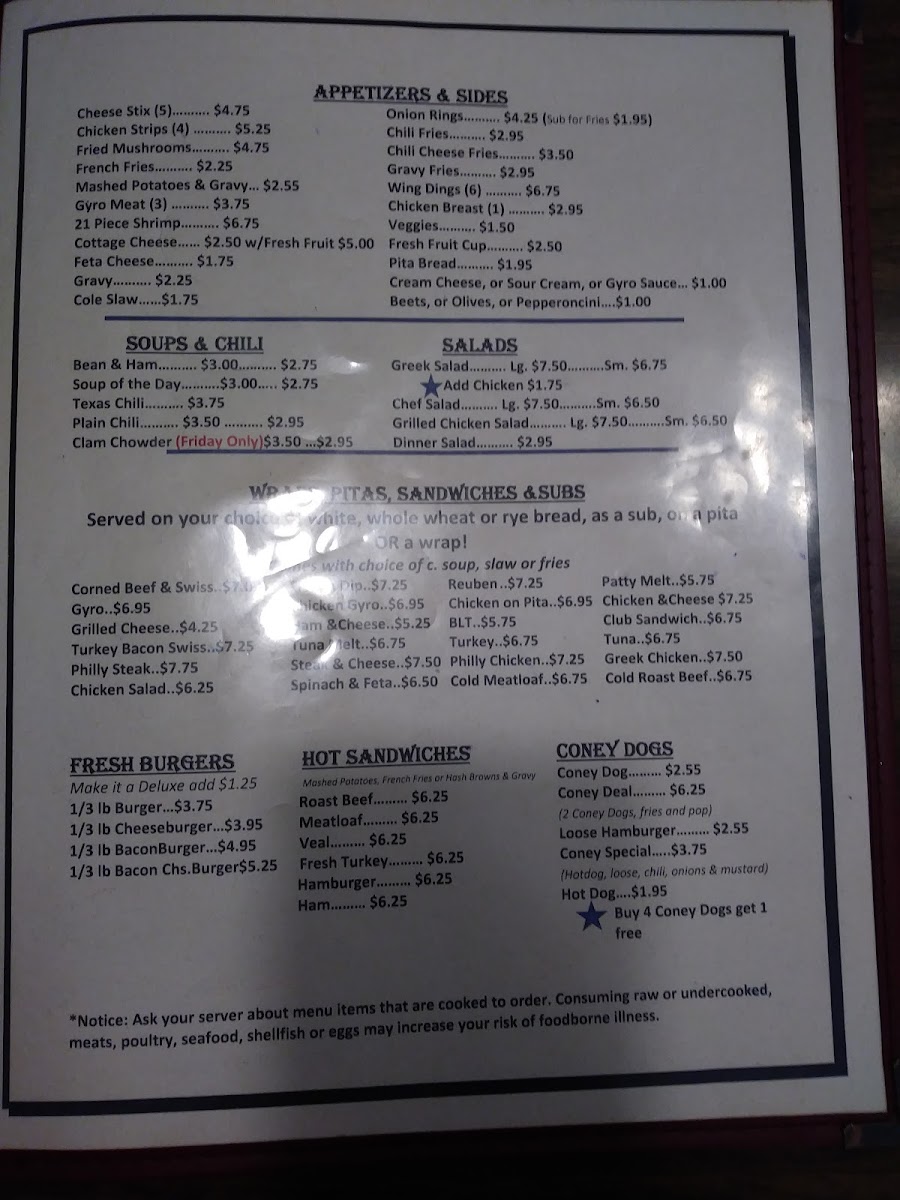 APPETIZERS & SIDES
Cheese Stix (5).......... $4.75
Chicken Strips (4) .......... $5.25
Fried Mushrooms.......... $4.75
French Fries.......... $2.25
Mashed Potatoes & Gravy... $2.55
Gyro Meat (3) .......... $3.75
21 Piece Shrimp.......... $6.75
Cottage Cheese...... $2.50 w/Fresh Fruit $5.00
Feta Cheese.......... $1.75
Gravy.......... $2.25
Cole Slaw......$1.75
Onion Rings.......... $4.25 (Sub for Fries $1.95)
Chili Fries.......... $2.95
Chili Cheese Fries.......... $3.50
Gravy Fries.......... $2.95
Wing Dings (6) .......... $6.75
Chicken Breast (1) .......... $2.95
Veggies.......... $1.50
Fresh Fruit Cup.......... $2.50
Pita Bread.......... $1.95
Cream Cheese, or Sour Cream, or Gyro Sauce... $1.00
Beets, or Olives, or Pepperoncini....$1.00
SOUPS & CHILI
Bean & Ham.......... $3.00.......... $2.75
Soup of the Day..........$3.00..... $2.75
Texas Chili.......... $3.75
Plain Chili.......... $3.50 .......... $2.95
Clam Chowder (Friday Only)$3.50 ...$2.95
SALADS
Greek Salad.......... Lg. $7.50..........Sm. $6.75
Add Chicken $1.75
Chef Salad.......... Lg. $7.50..........Sm. $6.50
Grilled Chicken Salad.......... Lg. $7.50..........Sm. $6.50
Dinner Salad.......... $2.95
PITAS, SANDWICHES &SUBS
Served on your choice of white, whole wheat or rye bread, as a sub, on a pita
OR a wrap!
with choice of c. soup, slaw or fries
Corned Beef & Swiss..
Gyro..$6.95
Grilled Cheese..$4.25
Turkey Bacon Swiss..$7.25
Philly Steak..$7.75
Chicken Salad..$6.25
Dip..$7.25
Chicken Gyro..$6.95
Ham &Cheese..$5.25
Tuna Melt..$6.75
Steak & Cheese..$7.50
Spinach & Feta..$6.50
Reuben..$7.25
Chicken on Pita..$6.95
BLT..$5.75
Turkey..$6.75
Philly Chicken..$7.25
Cold Meatloaf..$6.75
Patty Melt..$5.75
Chicken &Cheese $7.25
Club Sandwich..$6.75
Tuna..$6.75
Greek Chicken..$7.50
Cold Roast Beef..$6.75
FRESH BURGERS
Make it a Deluxe add $1.25
1/3 lb Burger...$3.75
1/3 lb Cheeseburger...$3.95
1/3 lb BaconBurger...$4.95
1/3 lb Bacon Chs.Burger$5.25
HOT SANDWICHES
Mashed Potatoes, French Fries or Hash Browns & Gravy
Roast Beef......... $6.25
Meatloaf......... $6.25
Veal......... $6.25
Fresh Turkey......... $6.25
Hamburger......... $6.25
Ham......... $6.25
CONEY DOGS
Coney Dog......... $2.55
Coney Deal......... $6.25
(2 Coney Dogs, fries and pop)
Loose Hamburger......... $2.55
Coney Special.....$3.75
(Hotdog, loose, chili, onions & mustard)
Hot Dog....$1.95
Buy 4 Coney Dogs get 1
free
*Notice: Ask your server about menu items that are cooked to order. Consuming raw or undercooked,
meats, poultry, seafood, shellfish or eggs may increase your risk of foodborne illness.